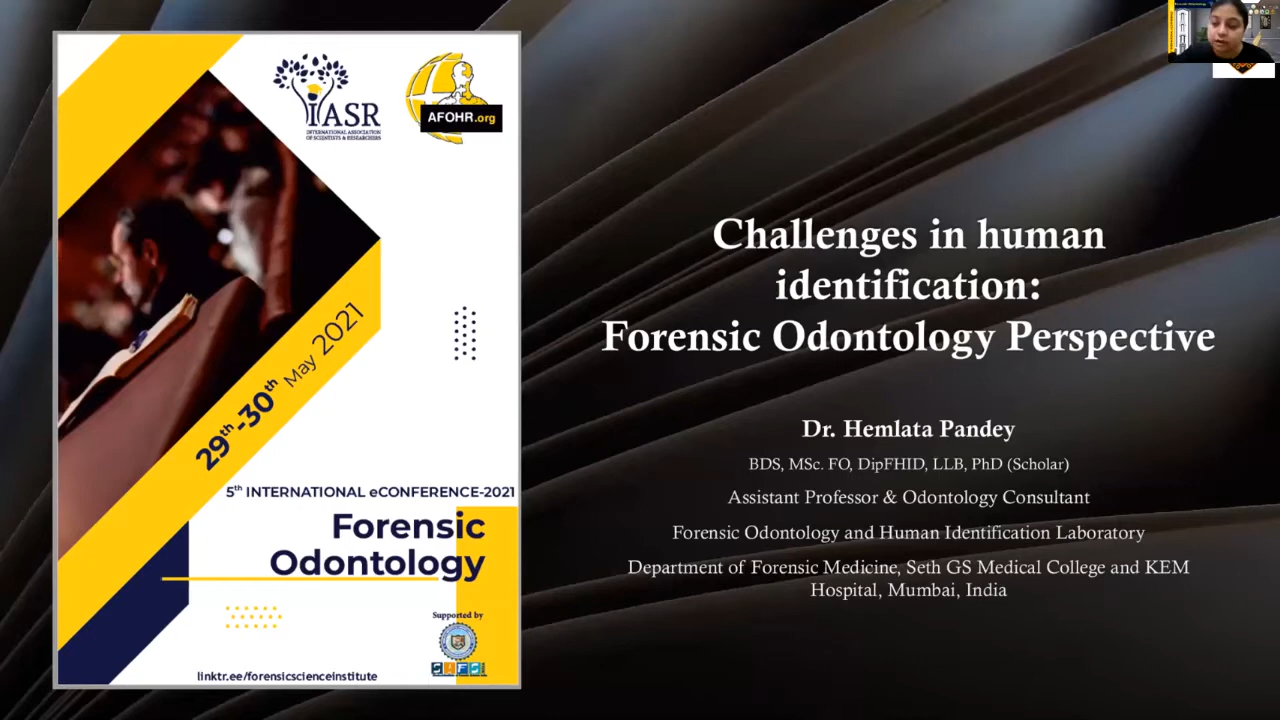 IASR
INTERNATIONAL ASSOCIATION
OF SCIENTISTS & RESEARCHERS
AFOHR.org
29th-30th May 2021
5th INTERNATIONAL eCONFERENCE-2021
Forensic
Odontology
Supported by
linktr.ee/forensicscienceinstitute
Challenges in human
identification:
Forensic Odontology Perspective
Dr. Hemlata Pandey
BDS, MSc. FO, DipFHID, LLB, PhD (Scholar)
Assistant Professor & Odontology Consultant
Forensic Odontology and Human Identification Laboratory
Department of Forensic Medicine, Seth GS Medical College and KEM
Hospital, Mumbai, India